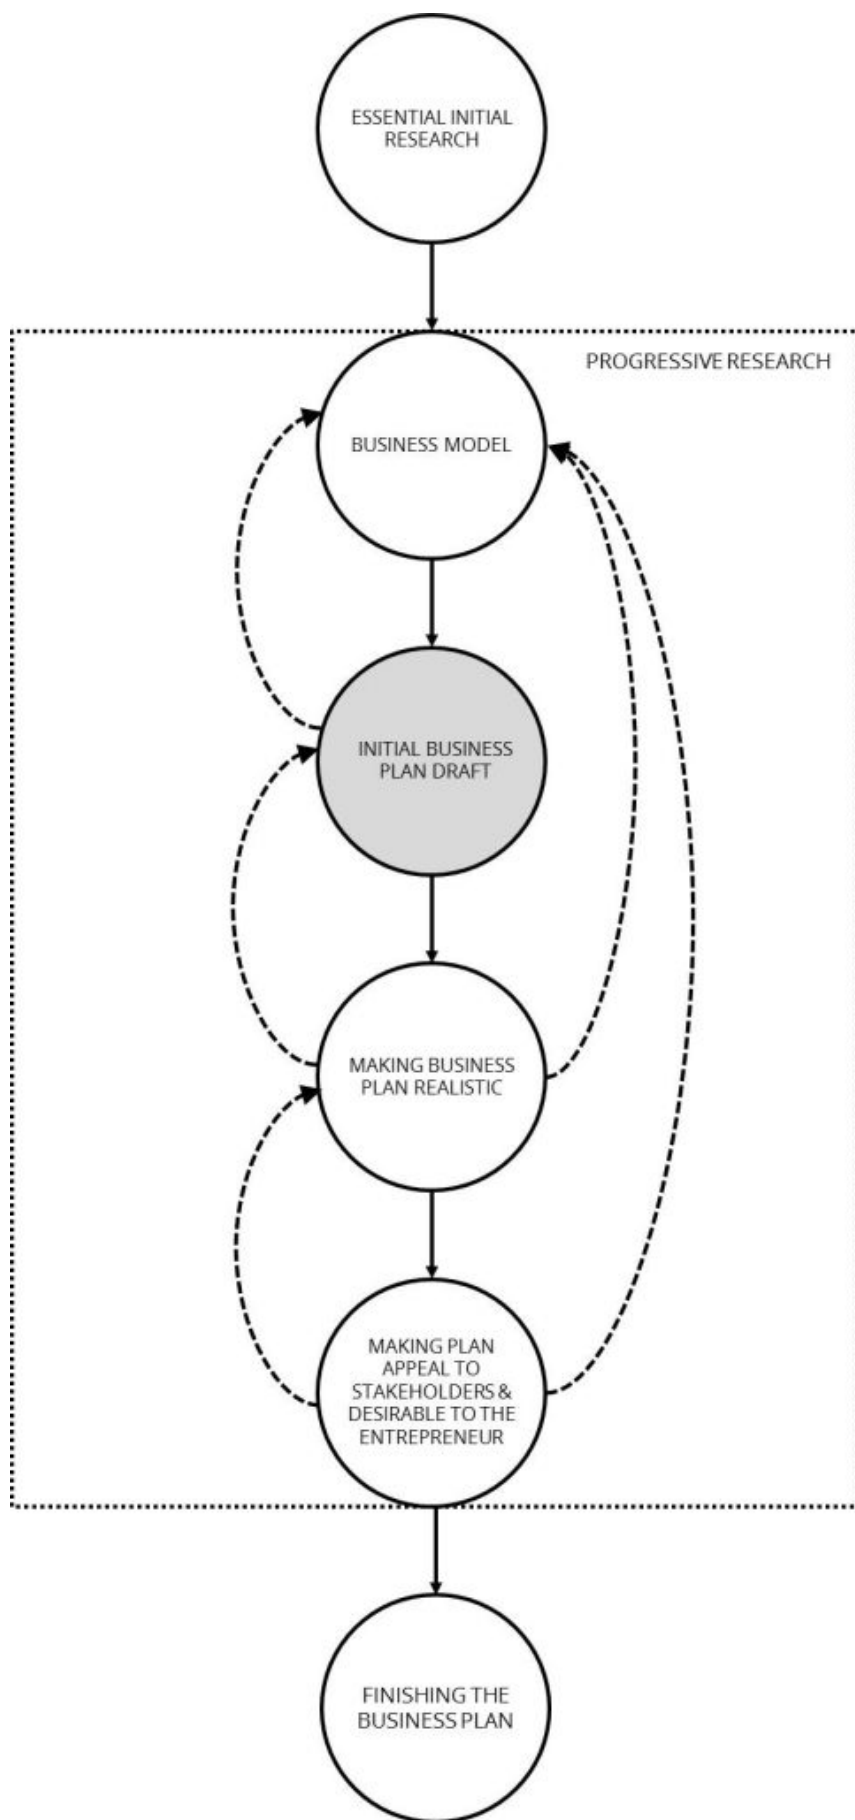 ESSENTIAL INITIAL
RESEARCH
PROGRESSIVE RESEARCH
BUSINESS MODEL
INITIAL BUSINESS
PLAN DRAFT
MAKING BUSINESS
PLAN REALISTIC
MAKING PLAN
APPEAL TO
STAKEHOLDERS &
DESIRABLE TO THE
ENTREPRENEUR
FINISHING THE
BUSINESS PLAN